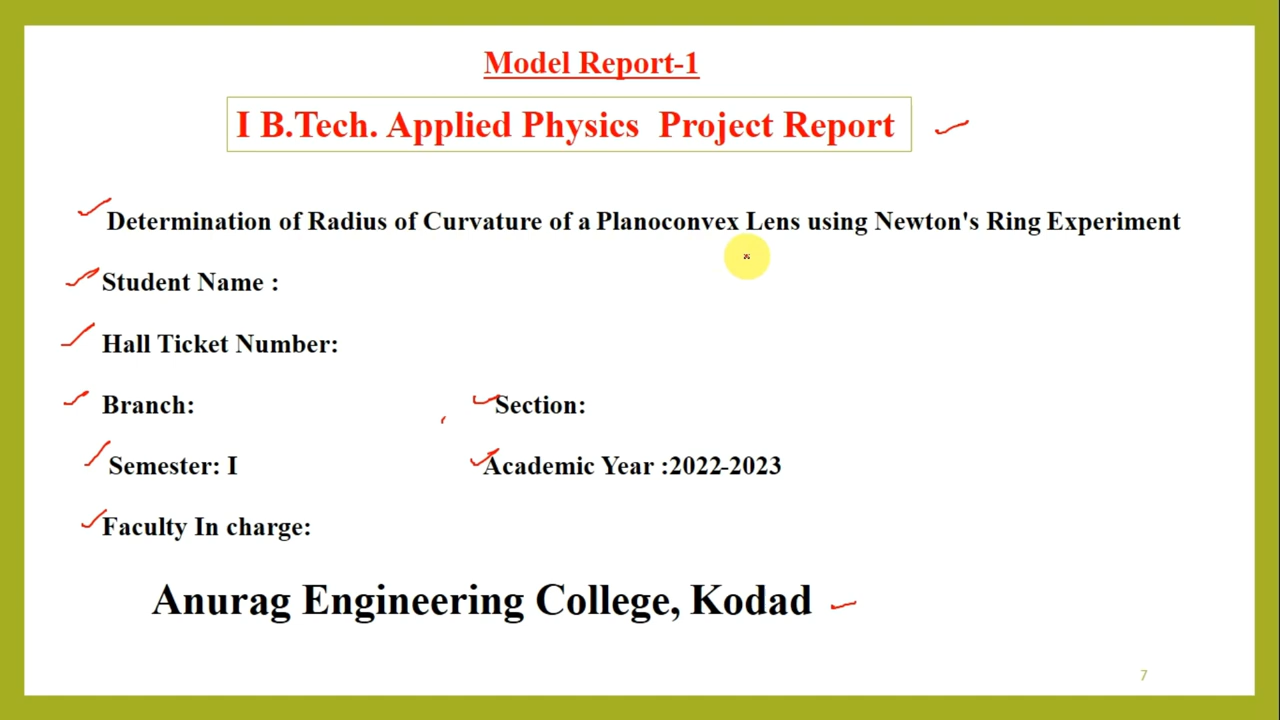 Model Report-1
I B.Tech. Applied Physics Project Report
Determination of Radius of Curvature of a Planoconvex Lens using Newton's Ring Experiment
Student Name :
Hall Ticket Number:
Branch: Section:
Semester: I Academic Year :2022-2023
Faculty In charge:
Anurag Engineering College, Kodad
7